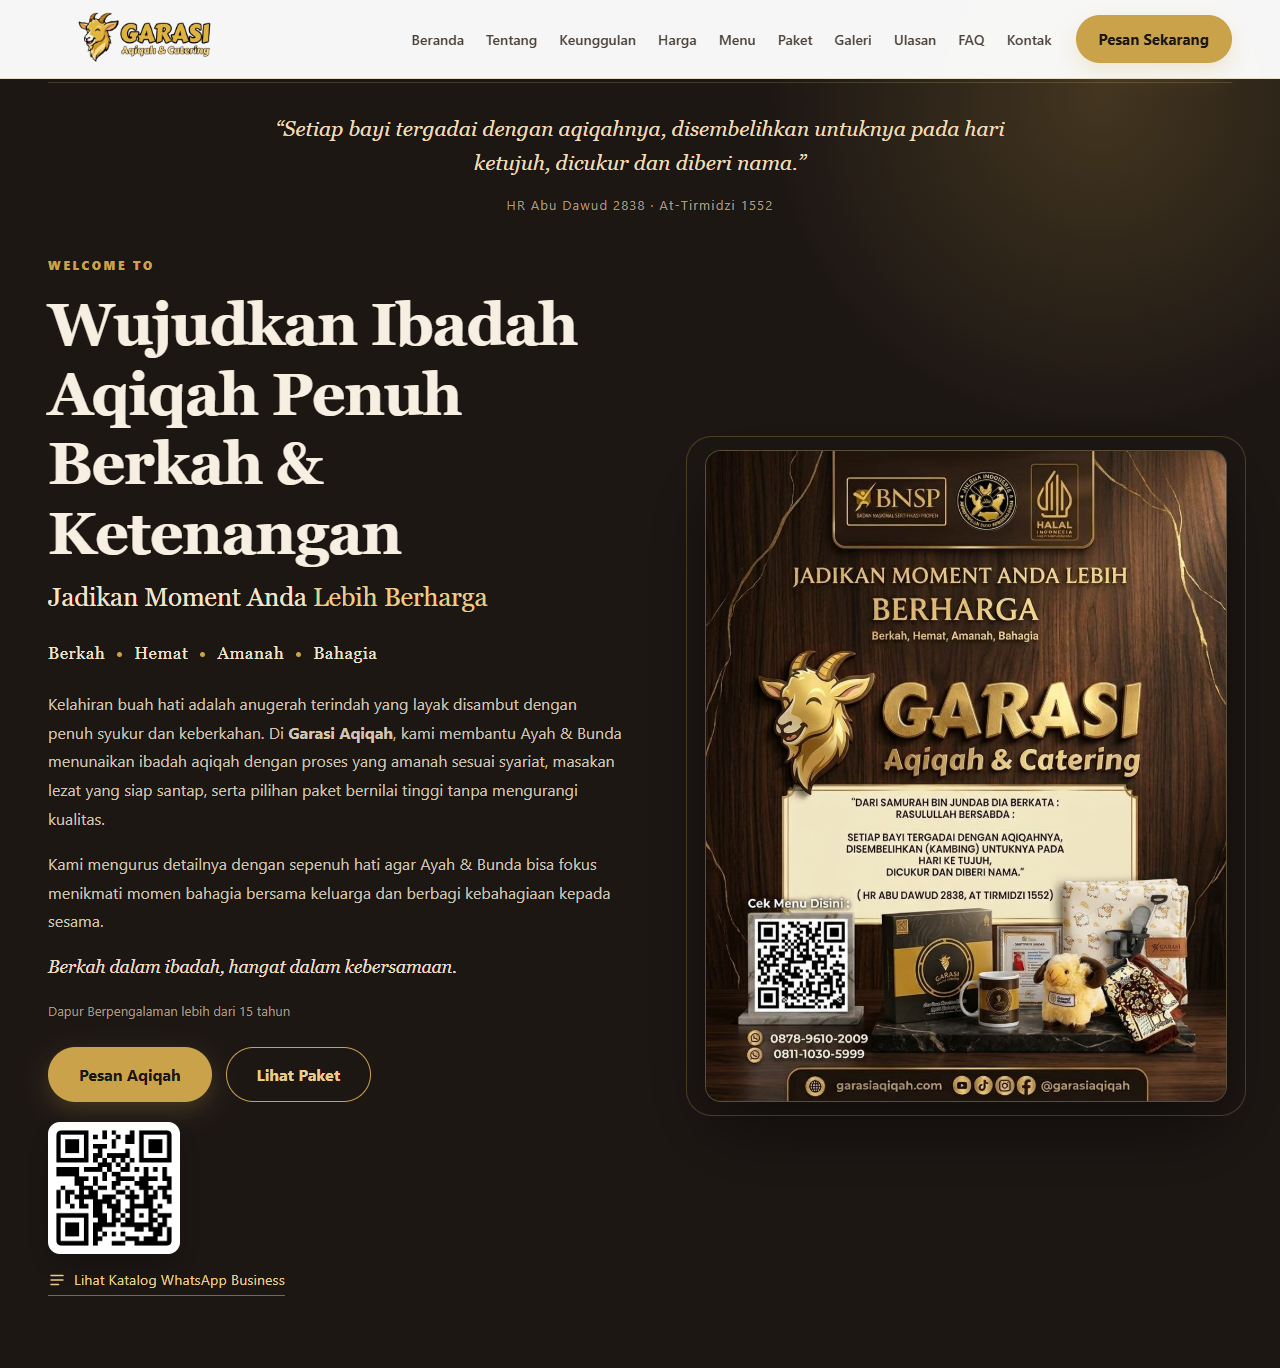 GARASI
Aqiqah & Catering
Beranda Tentang Keunggulan Harga Menu Paket Galeri Ulasan FAQ Kontak Pesan Sekarang
“Setiap bayi tergadai dengan aqiqahnya, disembelihkan untuknya pada hari
ketujuh, dicukur dan diberi nama.”
HR Abu Dawud 2838 · At-Tirmidzi 1552
WELCOME TO
Wujudkan Ibadah
Aqiqah Penuh
Berkah &
Ketenangan
Jadikan Moment Anda Lebih Berharga
Berkah • Hemat • Amanah • Bahagia
Kelahiran buah hati adalah anugerah terindah yang layak disambut dengan
penuh syukur dan keberkahan. Di Garasi Aqiqah, kami membantu Ayah & Bunda
menunaikan ibadah aqiqah dengan proses yang amanah sesuai syariat, masakan
lezat yang siap santap, serta pilihan paket bernilai tinggi tanpa mengurangi
kualitas.
Kami mengurus detailnya dengan sepenuh hati agar Ayah & Bunda bisa fokus
menikmati momen bahagia bersama keluarga dan berbagi kebahagiaan kepada
sesama.
Berkah dalam ibadah, hangat dalam kebersamaan.
Dapur Berpengalaman lebih dari 15 tahun
Pesan Aqiqah
Lihat Paket
Lihat Katalog WhatsApp Business
BNSP
BADAN NASIONAL SERTIFIKASI PROFESI
HALAL
INDONESIA
JADIKAN MOMENT ANDA LEBIH
BERHARGA
Berkah, Hemat, Amanah, Bahagia
GARASI
Aqiqah & Catering
"DARI SAMURAH BIN JUNDAB DIA BERKATA :
RASULULLAH BERSABDA :
SETIAP BAYI TERGADAI DENGAN AQIQAHNYA,
DISEMBELIHKAN (KAMBING) UNTUKNYA PADA
HARI KE TUJUH,
DICUKUR DAN DIBERI NAMA."
( HR ABU DAWUD 2838, AT TIRMIDZI 1552)
Cek Menu Disini :
GARASI
0878-9610-2009
0811-1030-5999
garasiaqiqah.com @garasiaqiqah